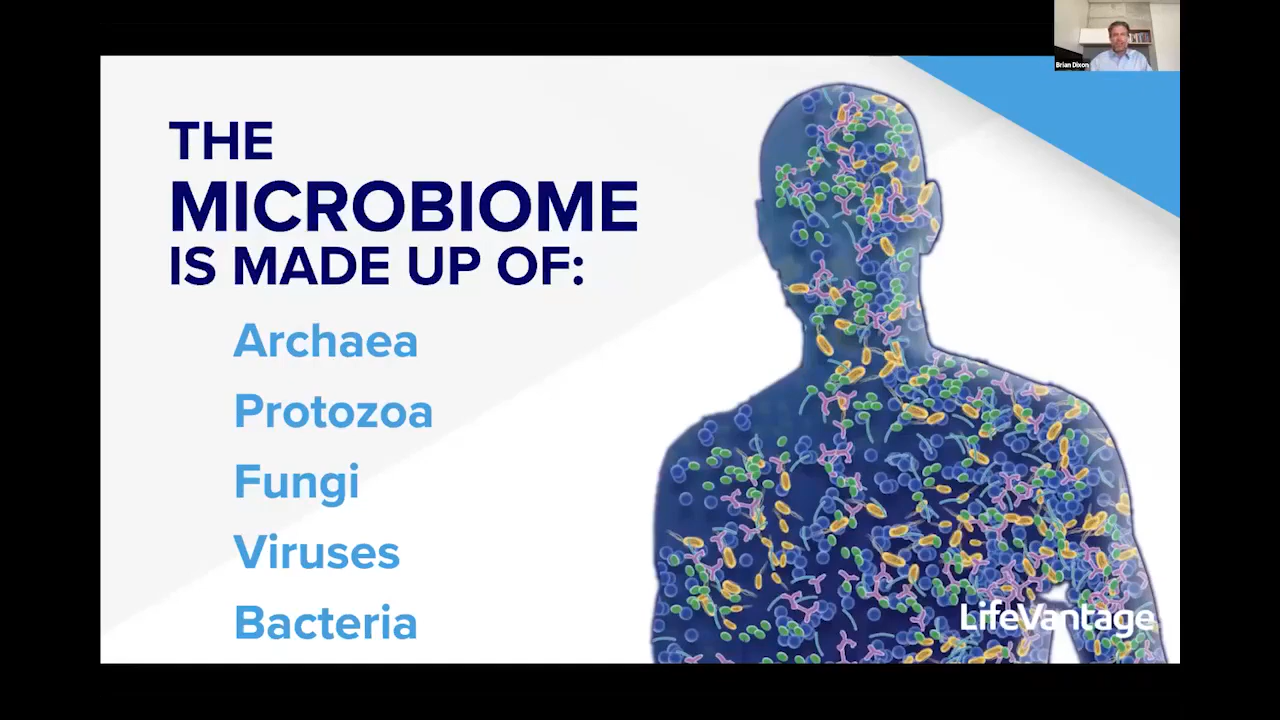 Brian Dixon
THE
MICROBIOME
IS MADE UP OF:
Archaea
Protozoa
Fungi
Viruses
Bacteria
LifeVantage